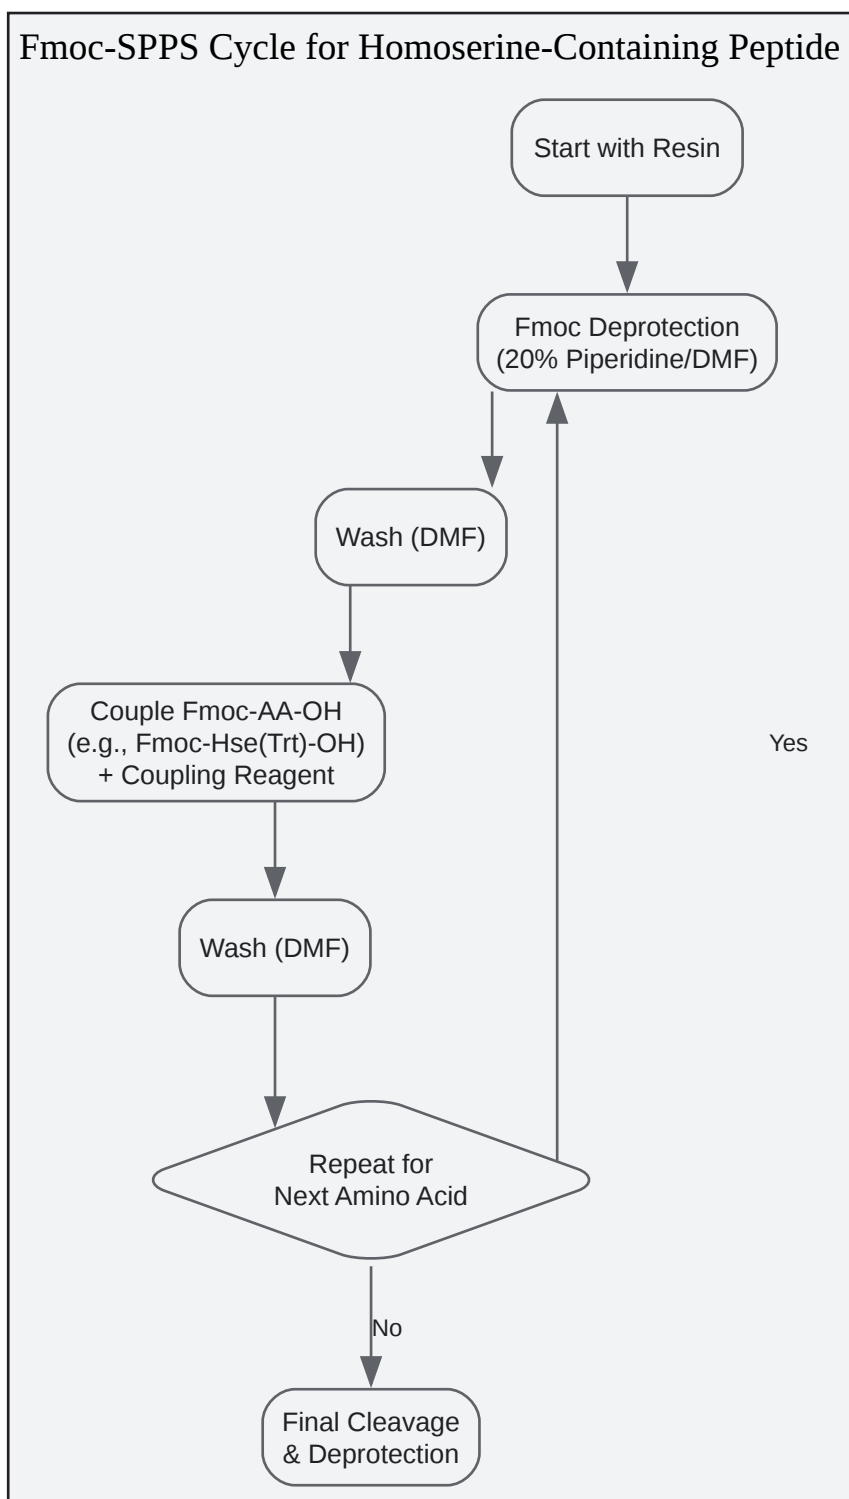 Fmoc-SPPS Cycle for Homoserine-Containing Peptide
Start with Resin
Fmoc Deprotection
(20% Piperidine/DMF)
Wash (DMF)
Couple Fmoc-AA-OH
(e.g., Fmoc-Hse(Trt)-OH)
+ Coupling Reagent
Yes
Wash (DMF)
Repeat for
Next Amino Acid
No
Final Cleavage
& Deprotection